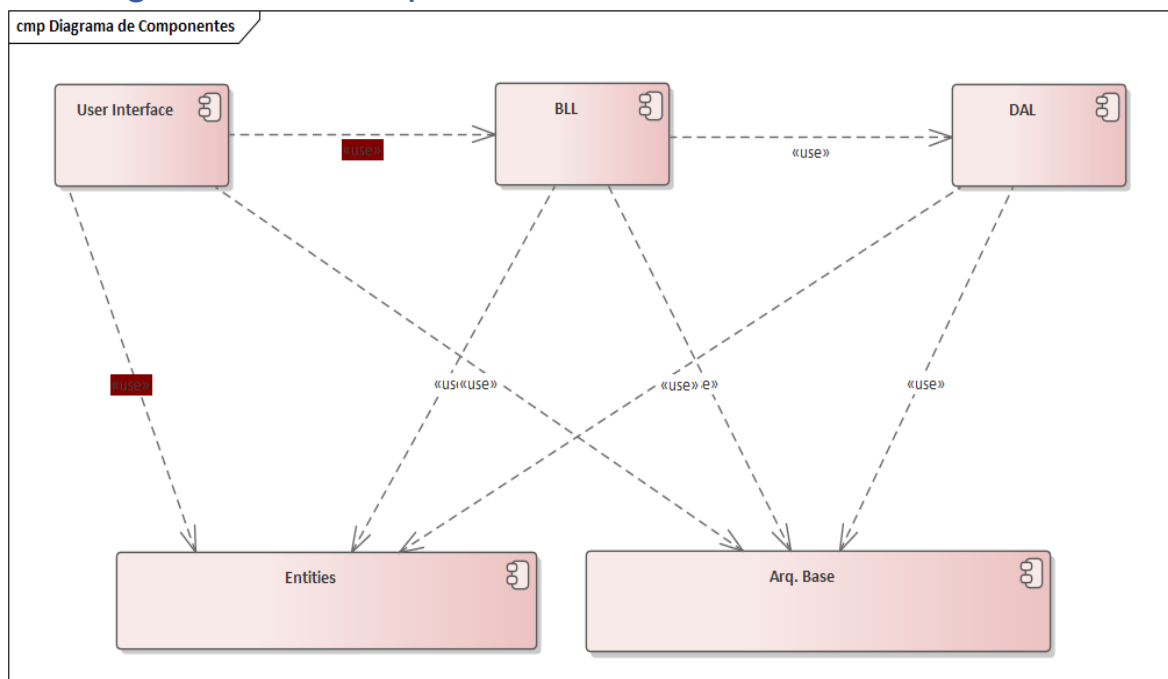 cmp Diagrama de Componentes
User Interface
BLL
DAL
«use»
«use»
«use»
«use»
«use»
«use»
Entities
Arq. Base